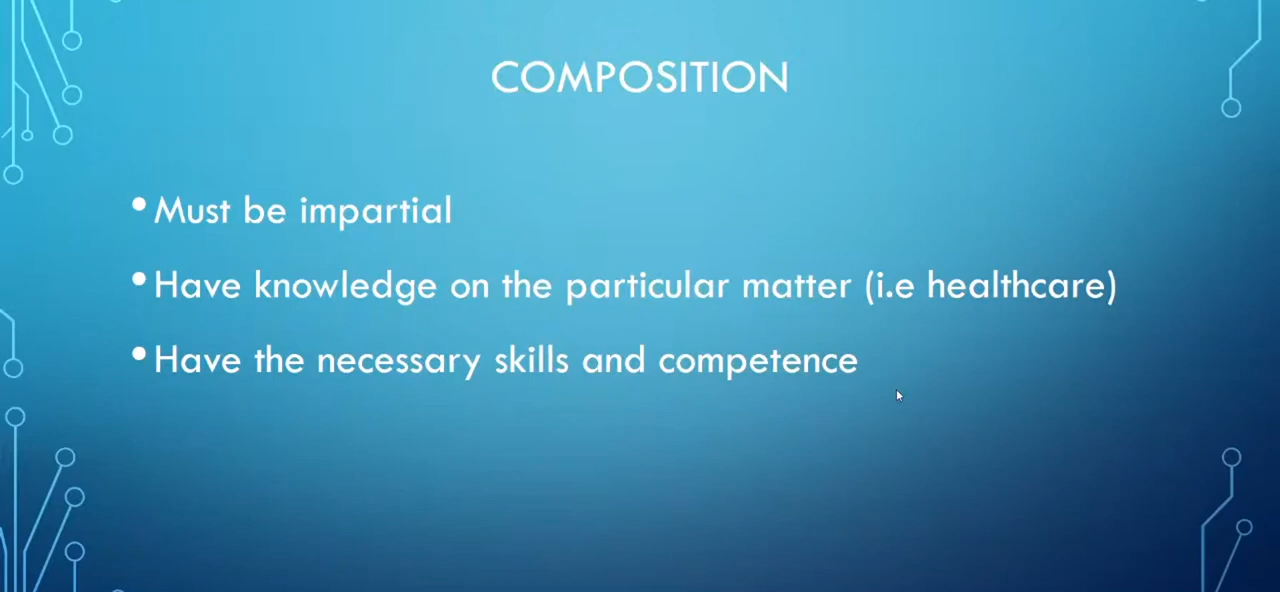 COMPOSITION
• Must be impartial
• Have knowledge on the particular matter (i.e healthcare)
• Have the necessary skills and competence